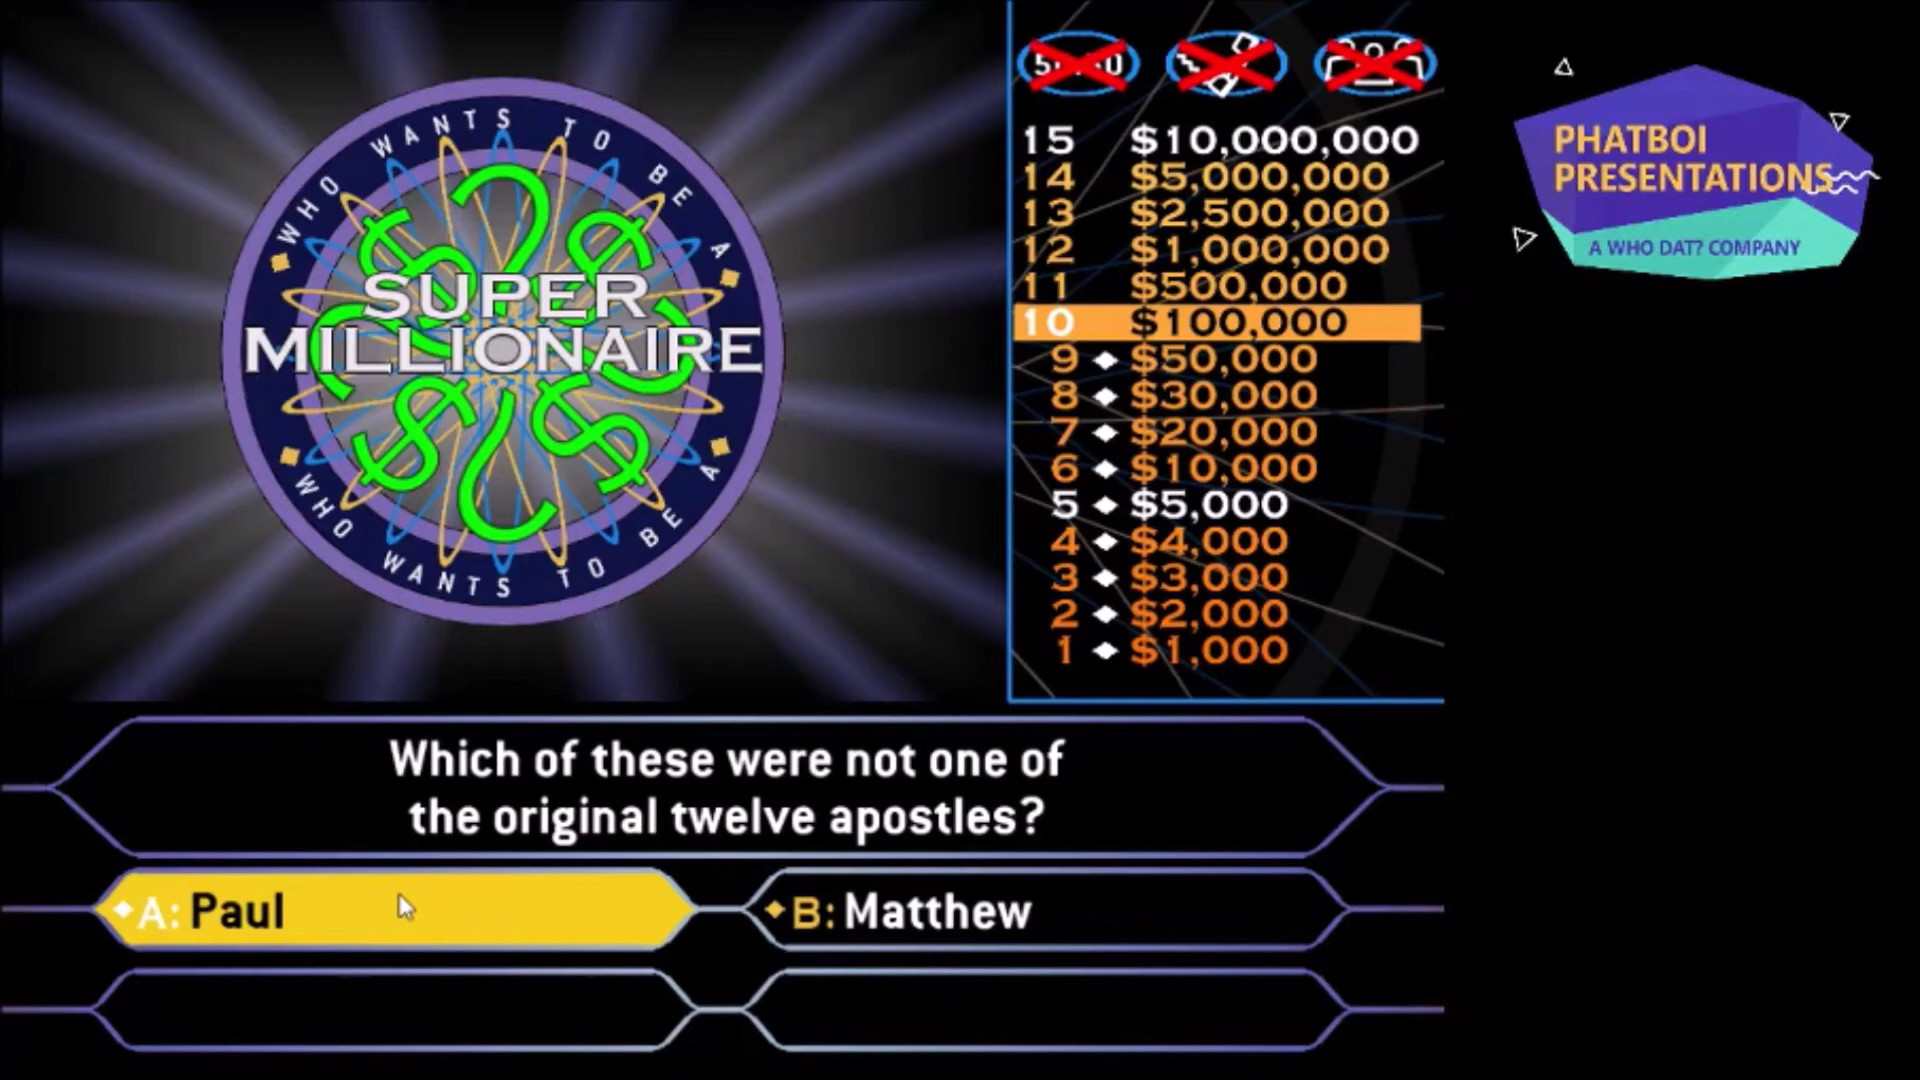 WHO WANTS TO BE A
SUPER
MILLIONAIRE
WHO WANTS TO BE A
15 $10,000,000
14 $5,000,000
13 $2,500,000
12 $1,000,000
11 $500,000
10 $100,000
9 $50,000
8 $30,000
7 $20,000
6 $10,000
5 $5,000
4 $4,000
3 $3,000
2 $2,000
1 $1,000
PHATBOI
PRESENTATIONS
A WHO DAT? COMPANY
Which of these were not one of
the original twelve apostles?
A: Paul
B: Matthew